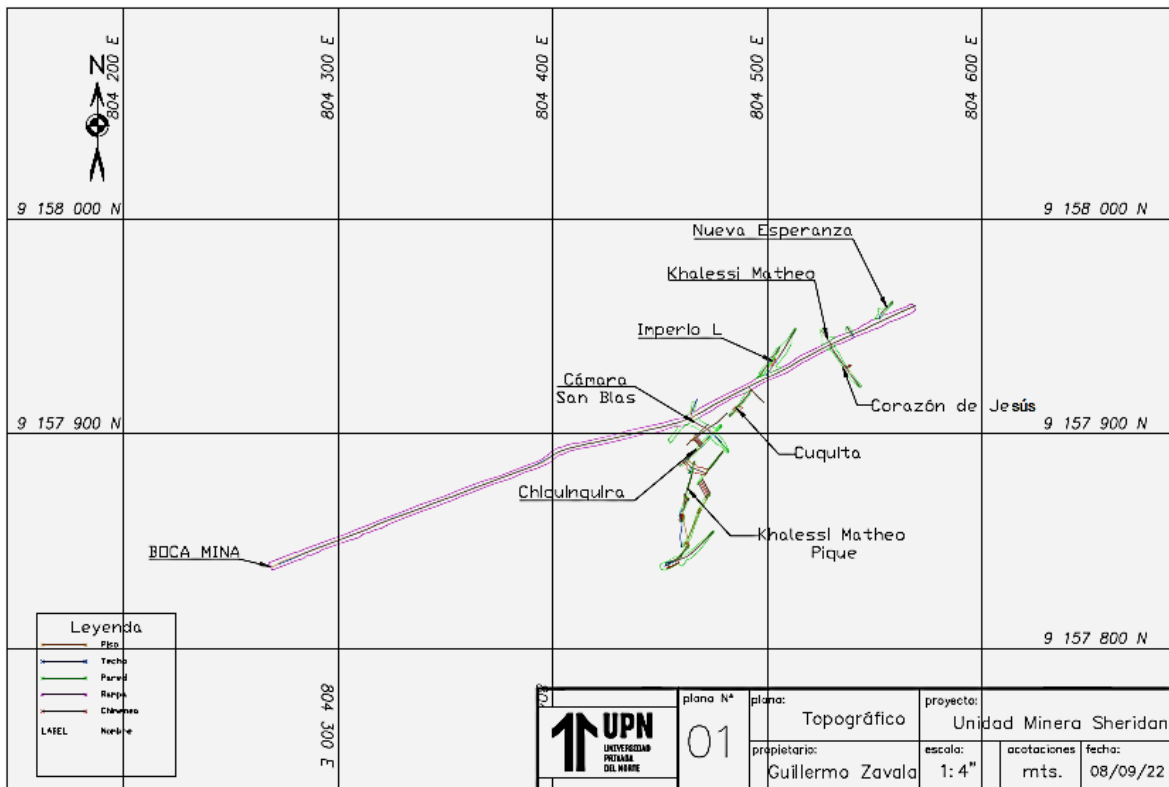 N
804 200 E
804 300 E
804 400 E
804 500 E
804 600 E
9 158 000 N
9 158 000 N
Nueva Esperanza
Khalessi Matheo
Imperio L
Cámara
San Blas
Corazón de Jesús
9 157 900 N
9 157 900 N
Cuquita
Chiquinquira
Khalessi Matheo
Pique
BOCA MINA
9 157 800 N
Leyenda
Piso
Techo
Pared
Rampa
Chimenea
LABEL
Nombre
804 300 E
UPN
UNIVERSIDAD
PRIVADA
DEL NORTE
plano N°
01
plano:
Topográfico
proyecto:
Unidad Minera Sheridan
propietario:
Guillermo Zavala
escala:
1:4"
acotaciones
mts.
fecha:
08/09/22